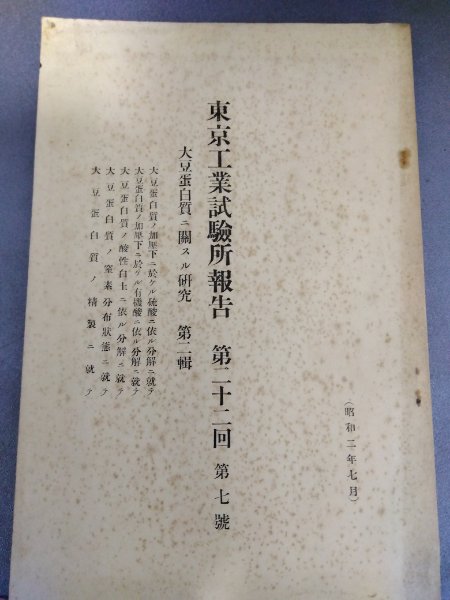 （昭和二年七月）
東京工業試驗所報告 第二十二回 第七號
大豆蛋白質ニ關スル研究 第二輯
大豆蛋白質ノ加壓下ニ於ケル硫酸ニ依ル分解ニ就テ
大豆蛋白質ノ加壓下ニ於ケル有機酸ニ依ル分解ニ就テ
大豆蛋白質ノ酸性白土ニ依ル分解ニ就テ
大豆蛋白質ノ窒素分布狀態ニ就テ
大豆蛋白質ノ精製ニ就テ